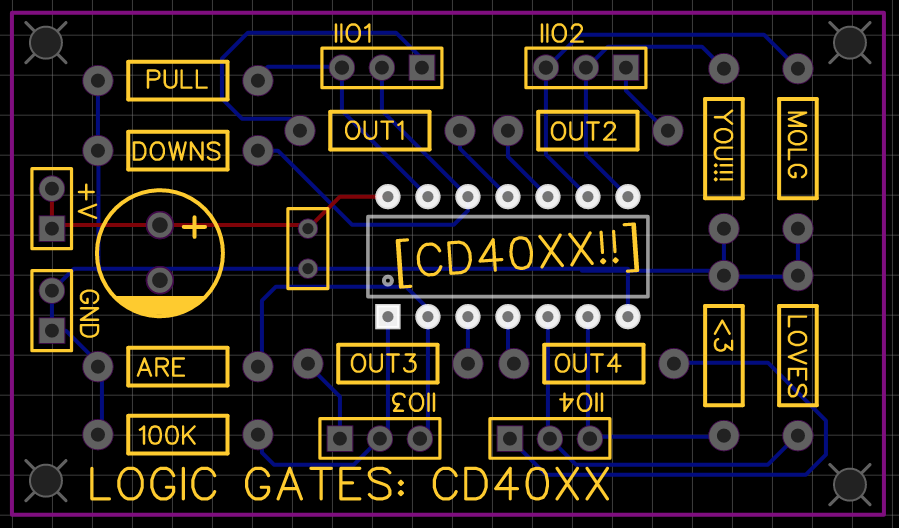 IIO1
IIO2
PULL
OUT1
OUT2
YOU!!!
MOLG
DOWNS
+V
+
[CD40XX!!]
GND
OUT3
OUT4
<3
LOVES
ARE
IIO3
IIO4
100K
LOGIC GATES: CD40XX